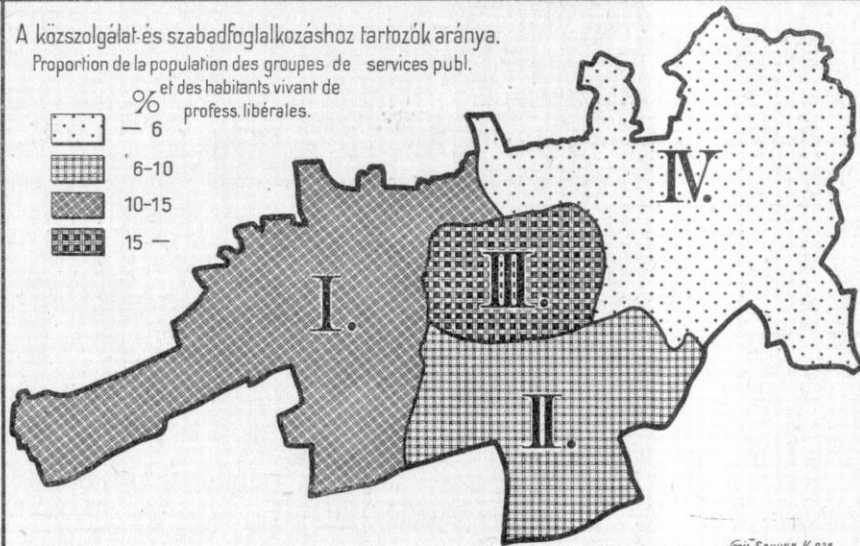 A közszolgálat-és szabadfoglalkozáshoz tartozók aránya.
Proportion de la population des groupes de services publ.
et des habitants vivant de
profess. libérales.
%
— 6
6-10
10-15
15 —
I.
II.
III.
IV.